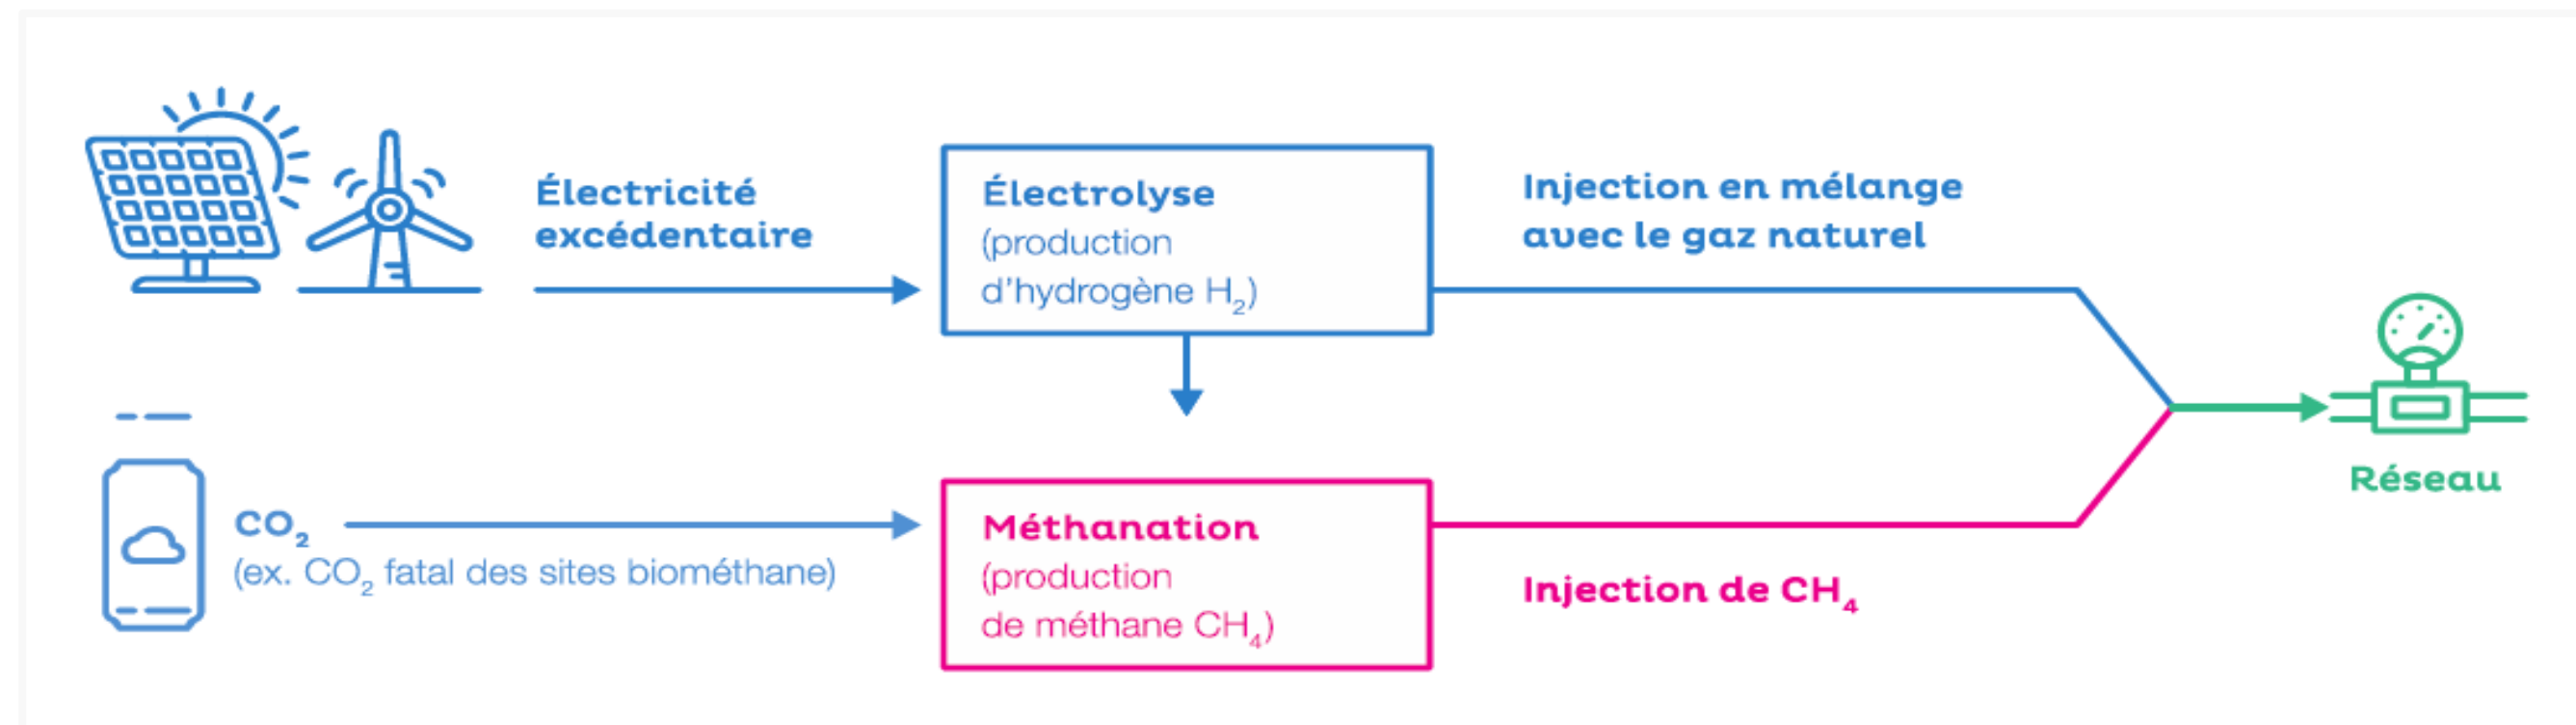 Électricité
excédentaire
Électrolyse
(production
d'hydrogène H₂)
Injection en mélange
avec le gaz naturel
CO₂
(ex. CO₂ fatal des sites biométhane)
Méthanation
(production
de méthane CH₄)
Injection de CH₄
Réseau